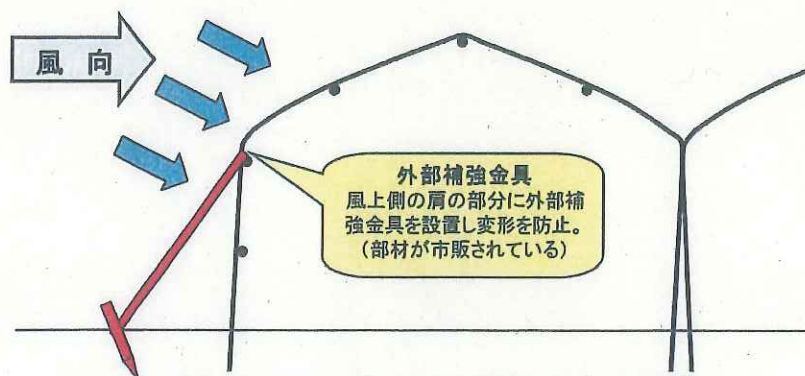 風 向
外部補強金具
風上側の肩の部分に外部補
強金具を設置し変形を防止。
（部材が市販されている）